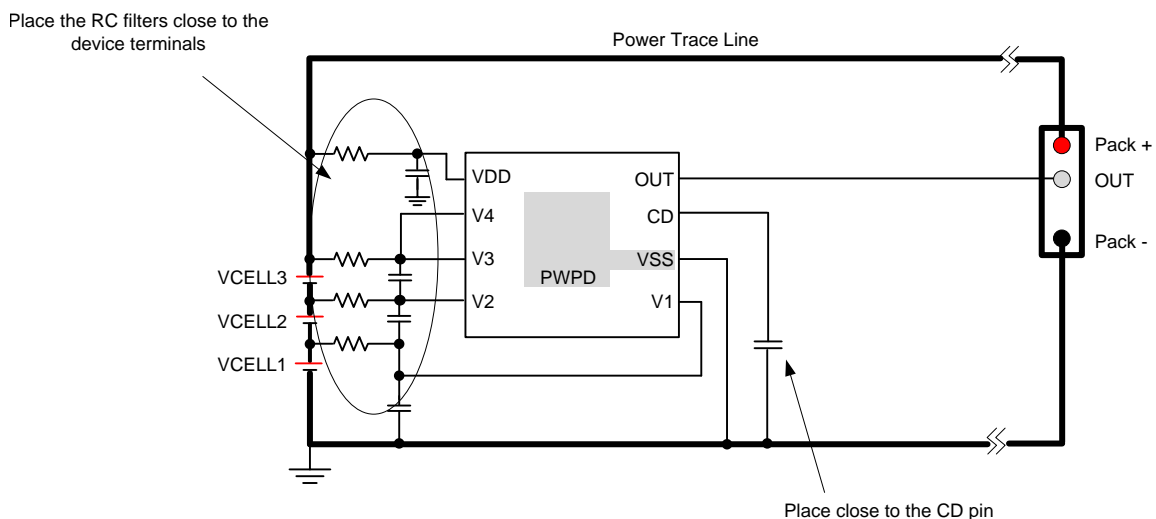 Place the RC filters close to the
device terminals
Power Trace Line
Pack +
OUT
Pack -
VDD
V4
V3
V2
OUT
CD
VSS
V1
PWPD
VCELL3
VCELL2
VCELL1
Place close to the CD pin